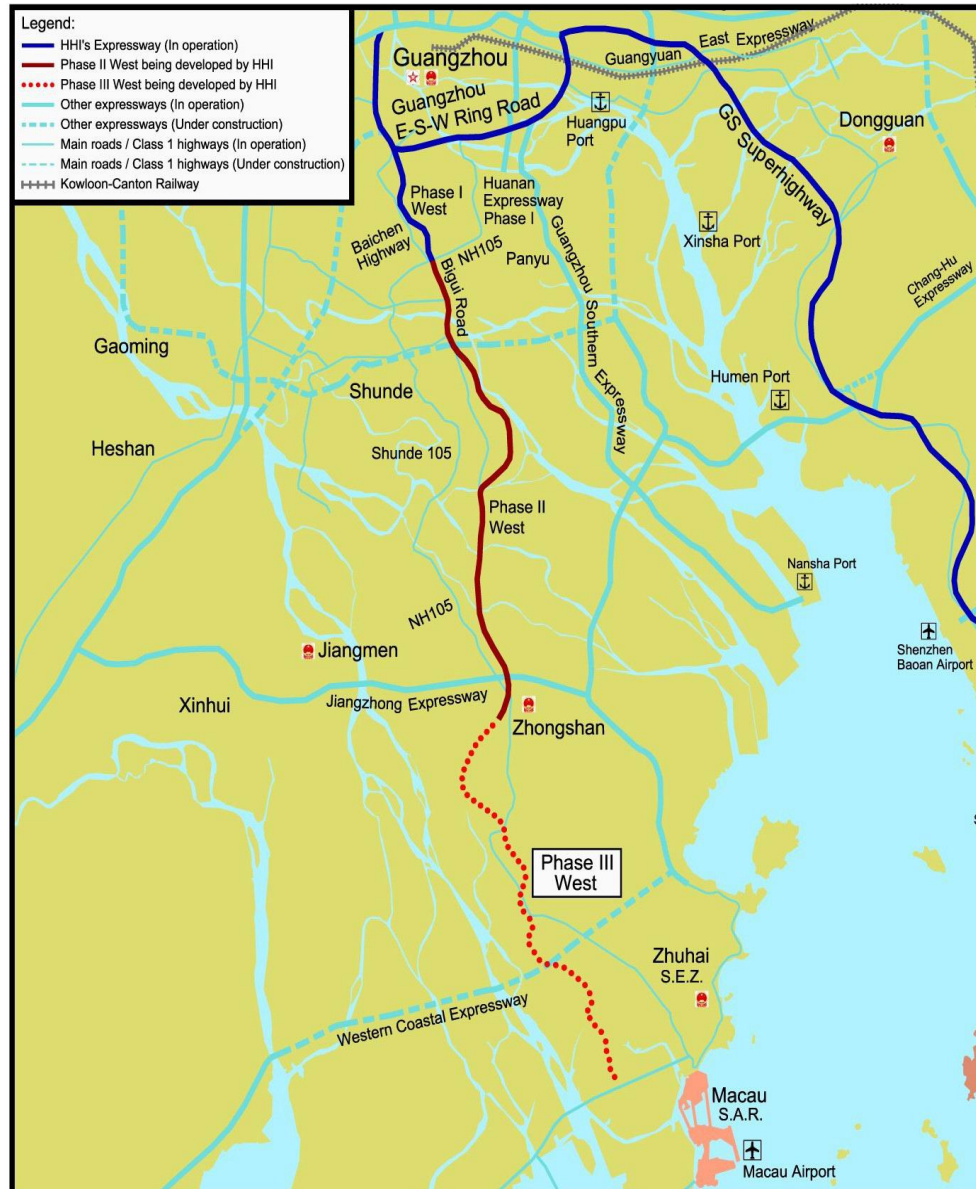 Legend:
HHI's Expressway (In operation)
Phase II West being developed by HHI
Phase III West being developed by HHI
Other expressways (In operation)
Other expressways (Under construction)
Main roads / Class 1 highways (In operation)
Main roads / Class 1 highways (Under construction)
Kowloon-Canton Railway
East Expressway
Guangyuan
Guangzhou
Guangzhou
E-S-W Ring Road
Huangpu
Port
Dongguan
GS Superhighway
Phase I
West
Huanan
Expressway
Phase I
Baichen
Highway
NH105
Panyu
Xinsha Port
Bigui Road
Guangzhou Southern Expressway
Chang-Hu
Expressway
Gaoming
Shunde
Humen Port
Heshan
Shunde 105
Phase II
West
Nansha Port
NH105
Jiangmen
Shenzhen
Baoan Airport
Xinhui
Jiangzhong Expressway
Zhongshan
Phase III
West
Zhuhai
S.E.Z.
Western Coastal Expressway
Macau
S.A.R.
Macau Airport